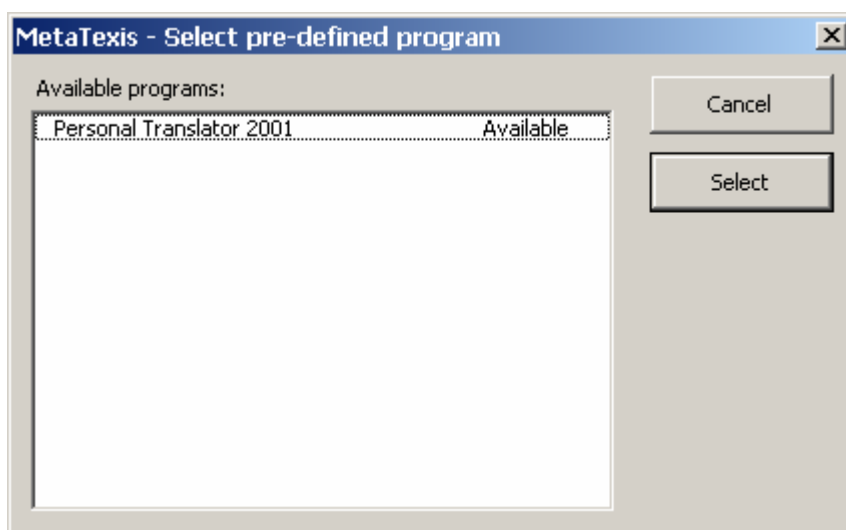 MetaTexis - Select pre-defined program
Available programs:
Personal Translator 2001 Available
Cancel
Select